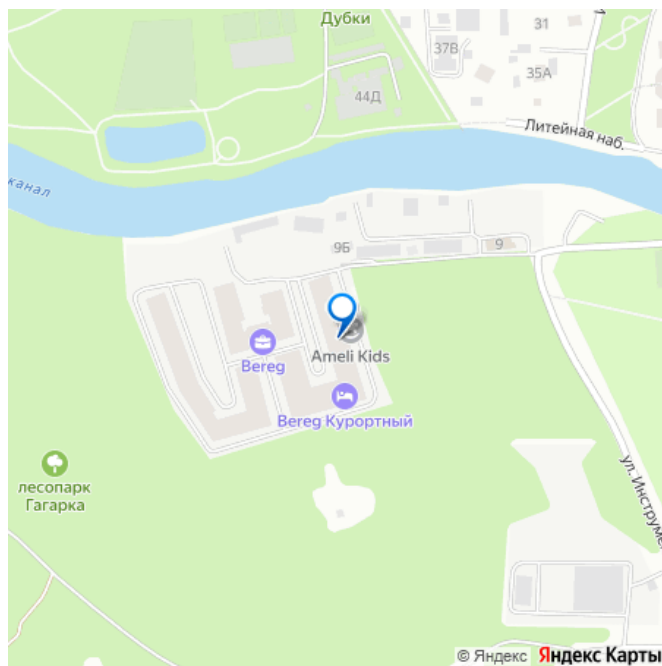 Дубки
31
37В
35А
44Д
Литейная наб.
канал
9Б
9
Ameli Kids
Bereg
Bereg Курортный
лесопарк
Гагарка
ул. Инструме
© Яндекс Яндекс Карты